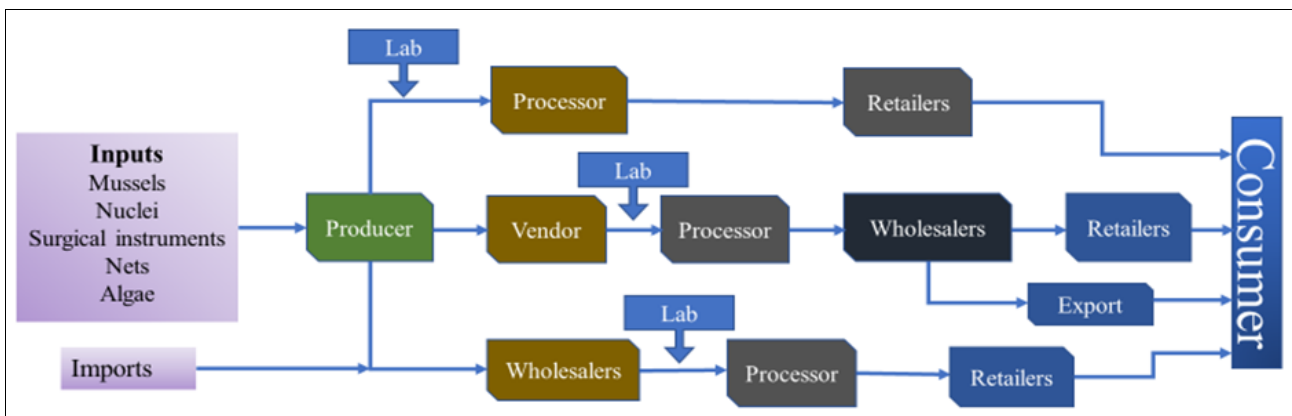 Lab
Processor
Retailers
Inputs
Mussels
Nuclei
Surgical instruments
Nets
Algae
Producer
Vendor
Lab
Processor
Wholesalers
Retailers
Export
Imports
Wholesalers
Lab
Processor
Retailers
Consumer